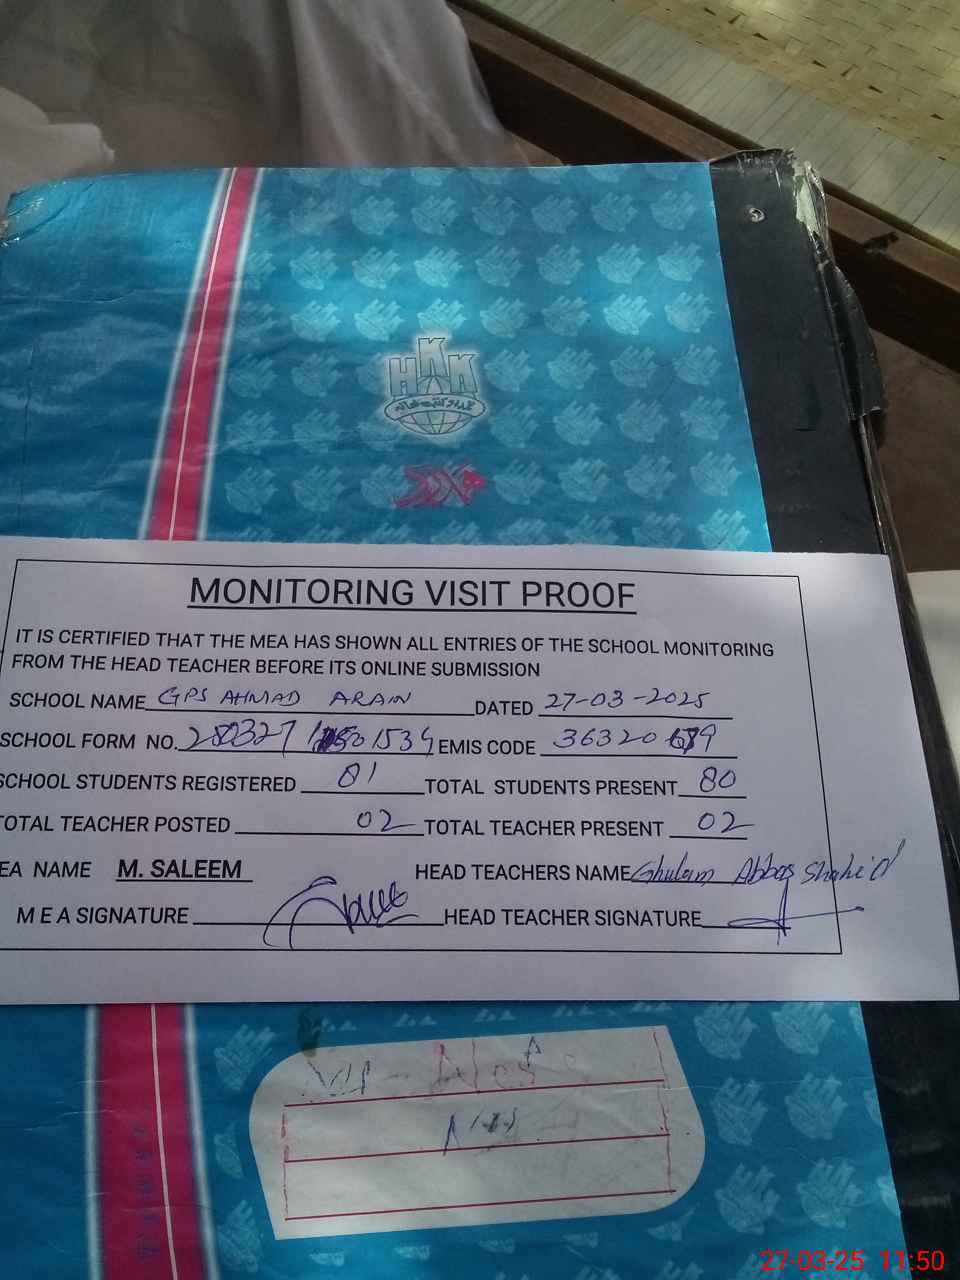 HKK
MONITORING VISIT PROOF
IT IS CERTIFIED THAT THE MEA HAS SHOWN ALL ENTRIES OF THE SCHOOL MONITORING
FROM THE HEAD TEACHER BEFORE ITS ONLINE SUBMISSION
SCHOOL NAME GPS AHMAD ARAIN DATED 27-03-2025
SCHOOL FORM NO. EMIS CODE
SCHOOL STUDENTS REGISTERED 81 TOTAL STUDENTS PRESENT 80
TOTAL TEACHER POSTED 02 TOTAL TEACHER PRESENT 02
EA NAME M. SALEEM HEAD TEACHERS NAME Ghulam Abbas Shahid
M E A SIGNATURE HEAD TEACHER SIGNATURE
27-03-25 11:50